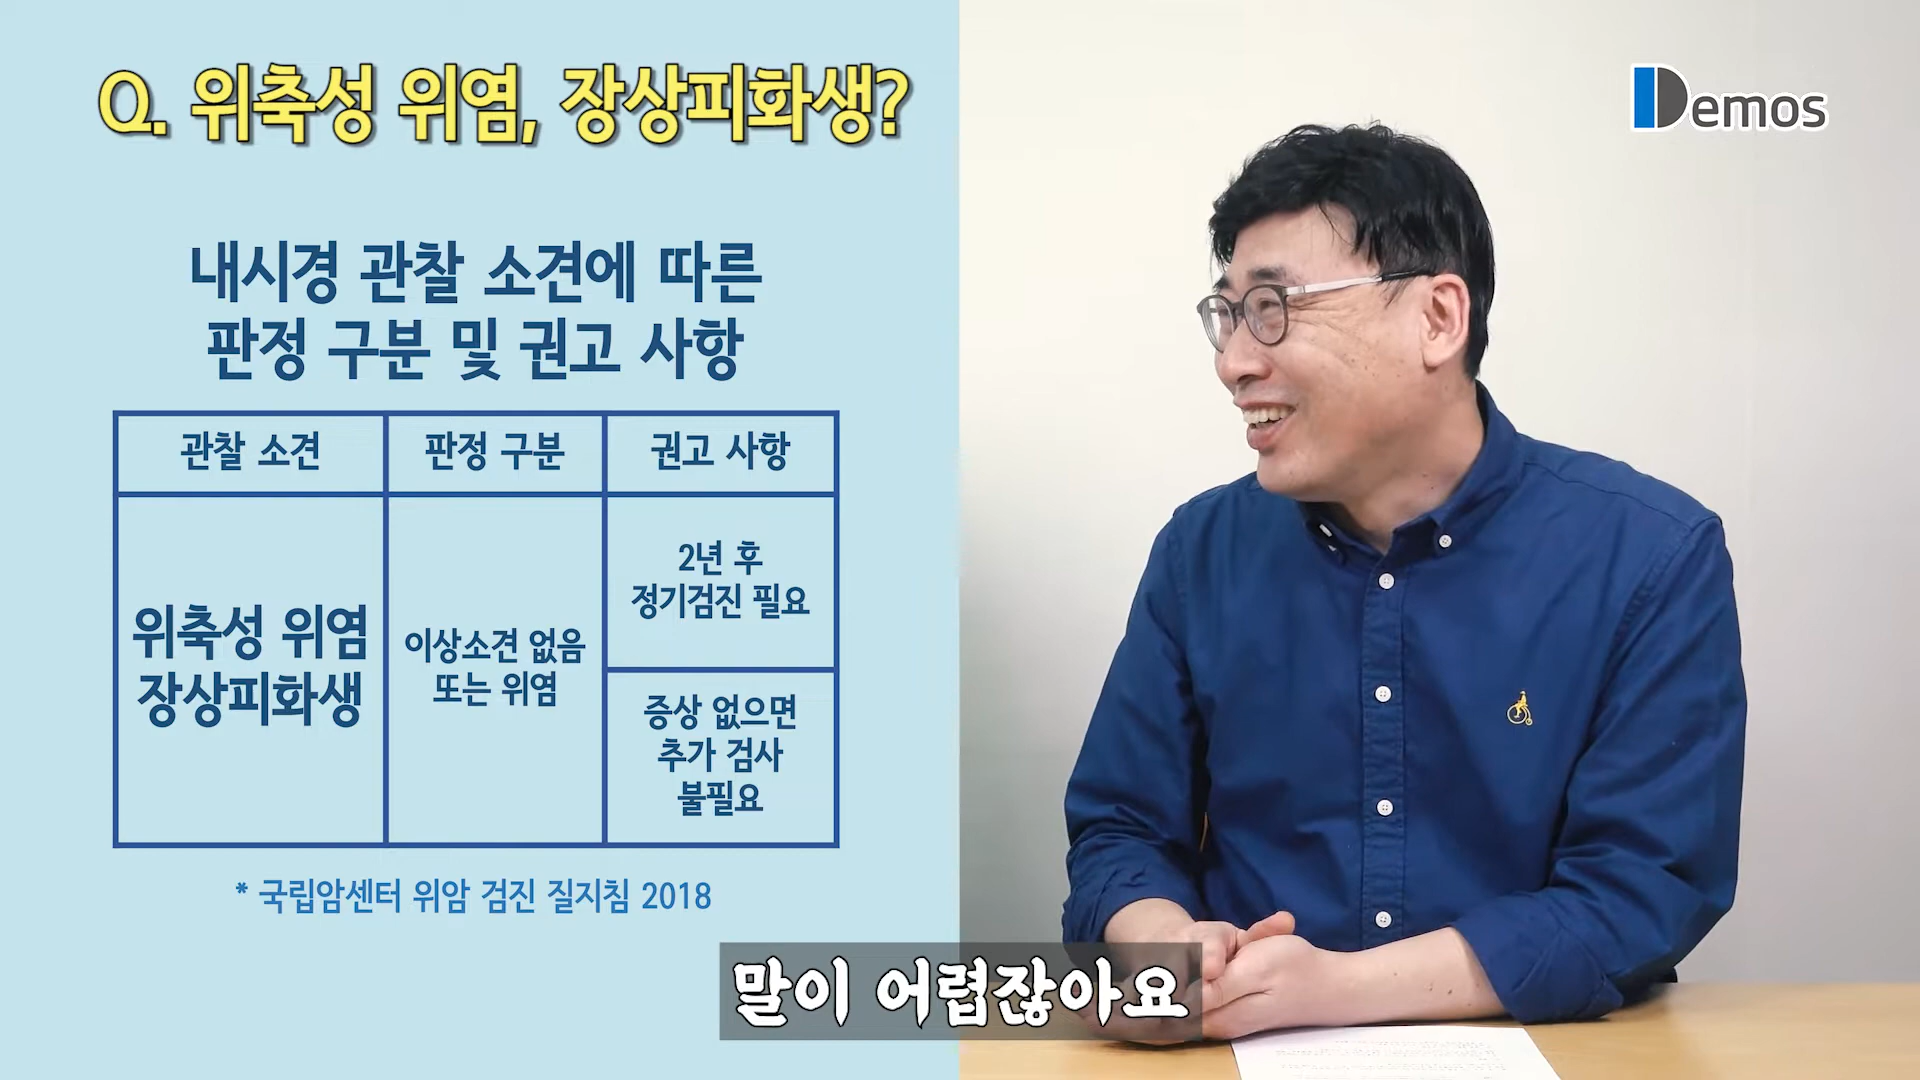 Q. 위축성 위염, 장상피화생?
Demos
내시경 관찰 소견에 따른
판정 구분 및 권고 사항
관찰 소견
판정 구분
권고 사항
위축성 위염
장상피화생
이상소견 없음
또는 위염
2년 후
정기검진 필요
증상 없으면
추가 검사
불필요
* 국립암센터 위암 검진 질지침 2018
말이 어렵잖아요